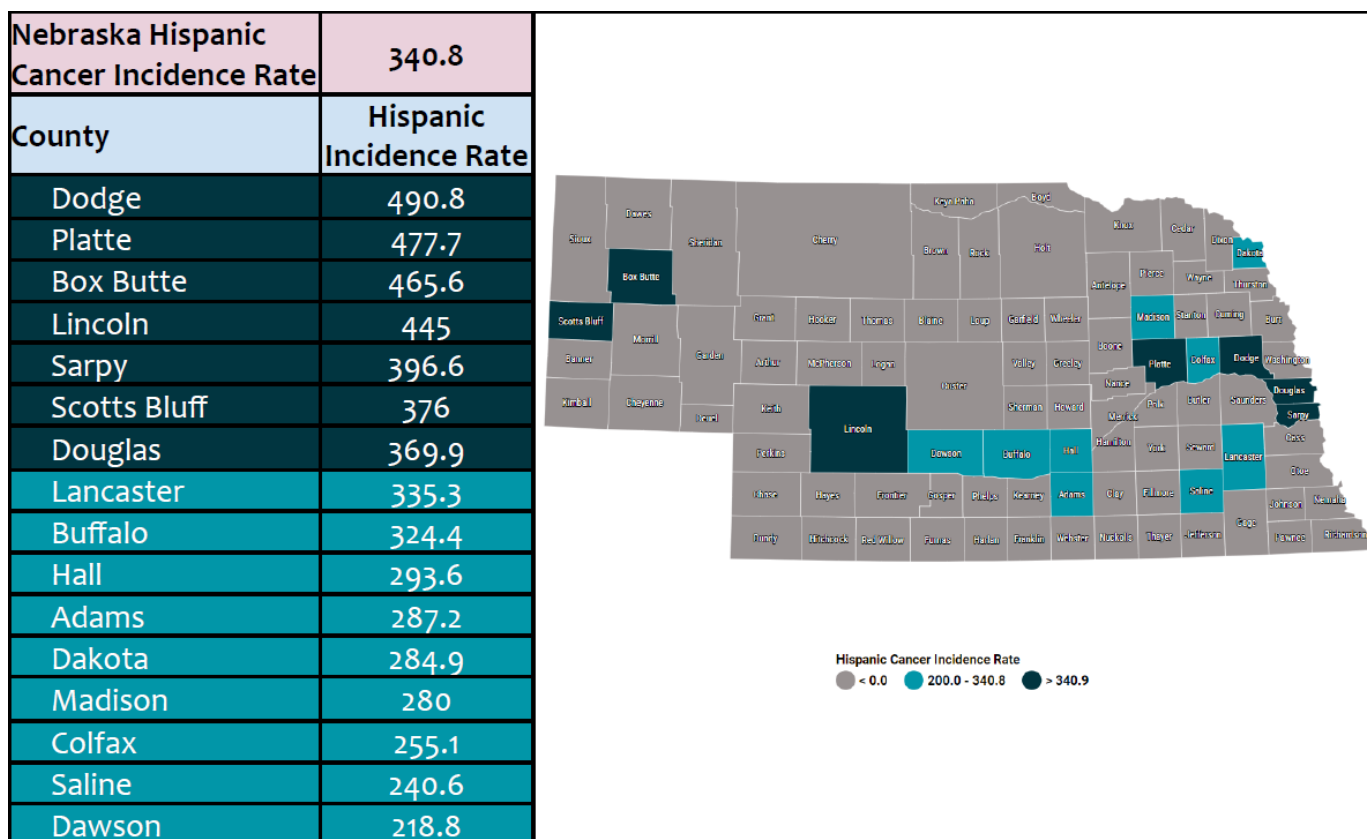 Nebraska Hispanic
Cancer Incidence Rate
340.8
County
Hispanic
Incidence Rate
Dodge 490.8
Platte 477.7
Box Butte 465.6
Lincoln 445
Sarpy 396.6
Scotts Bluff 376
Douglas 369.9
Lancaster 335.3
Buffalo 324.4
Hall 293.6
Adams 287.2
Dakota 284.9
Madison 280
Colfax 255.1
Saline 240.6
Dawson 218.8
Keya Paha Boyd
Dawes Knox Cedar
Sioux Sheridan Cherry Brown Rock Holt Dixon Dakota
Box Butte Antelope Pierce Wayne Thurston
Scotts Bluff Grant Hooker Thomas Blaine Loup Garfield Wheeler Madison Stanton Cuming Burt
Morrill Garden Boone
Banner Arthur McPherson Logan Valley Greeley Platte Colfax Dodge Washington
Custer Nance Douglas
Kimball Cheyenne Deuel Keith Sherman Howard Merrick Polk Butler Saunders Sarpy
Lincoln Cass
Perkins Dawson Buffalo Hall Hamilton York Seward Lancaster
Otoe
Chase Hayes Frontier Gosper Phelps Kearney Adams Clay Fillmore Saline Johnson Nemaha
Dundy Hitchcock Red Willow Furnas Harlan Franklin Webster Nuckolls Thayer Jefferson Gage Pawnee Richardson
Hispanic Cancer Incidence Rate
< 0.0 200.0 - 340.8 > 340.9